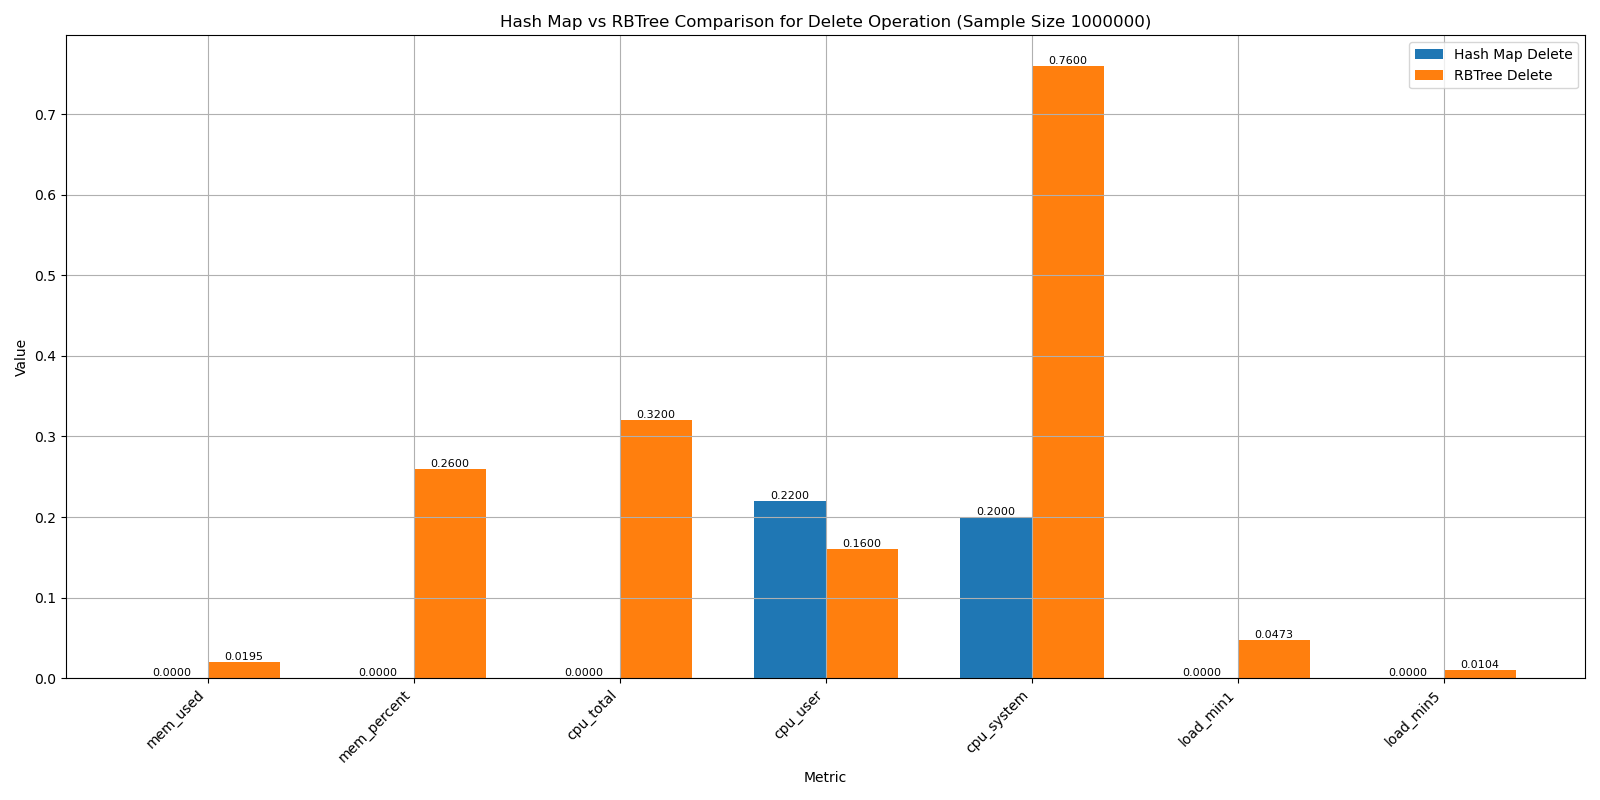 Hash Map vs RBTree Comparison for Delete Operation (Sample Size 1000000)
Hash Map Delete
RBTree Delete
Value
0.7
0.6
0.5
0.4
0.3
0.2
0.1
0.0
0.0000
0.0195
0.0000
0.2600
0.0000
0.3200
0.2200
0.1600
0.2000
0.7600
0.0000
0.0473
0.0000
0.0104
mem_used
mem_percent
cpu_total
cpu_user
cpu_system
load_min1
load_min5
Metric